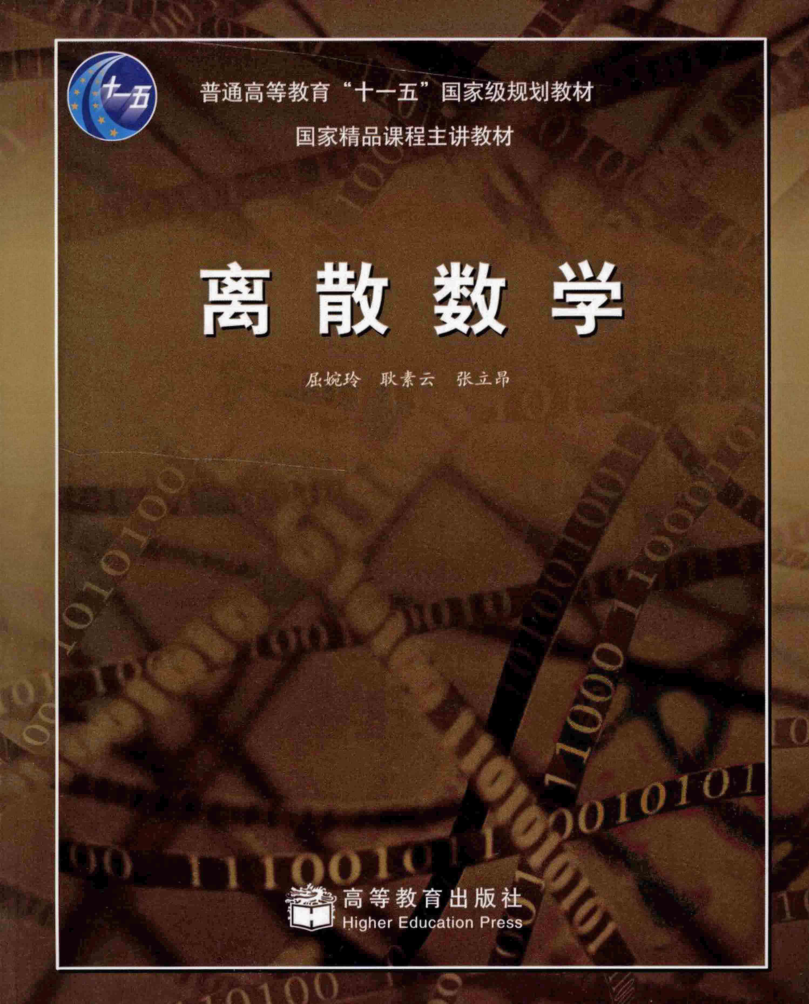 十一五
普通高等教育“十一五”国家级规划教材
国家精品课程主讲教材
离散数学
屈婉玲 耿素云 张立昂
高等教育出版社
Higher Education Press